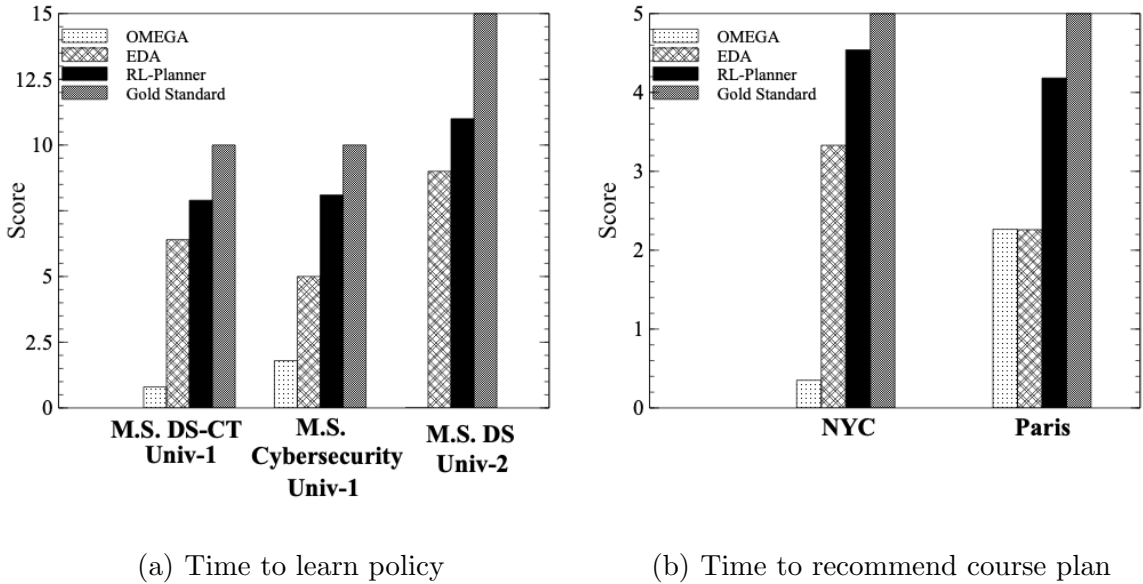 15
12.5
10
7.5
5
2.5
0
Score
OMEGA
EDA
RL-Planner
Gold Standard
M.S. DS-CT
Univ-1
M.S.
Cybersecurity
Univ-1
M.S. DS
Univ-2
(a) Time to learn policy
5
4
3
2
1
0
Score
OMEGA
EDA
RL-Planner
Gold Standard
NYC
Paris
(b) Time to recommend course plan